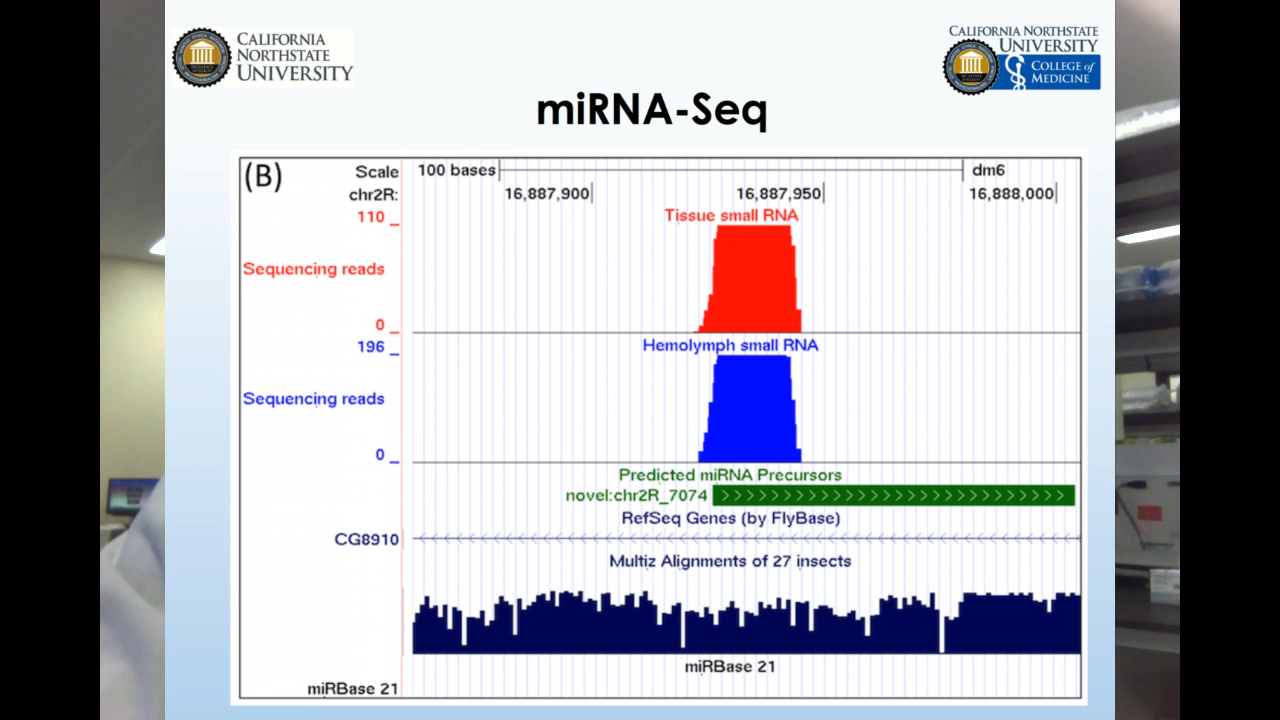 CALIFORNIA
NORTHSTATE
UNIVERSITY
CALIFORNIA NORTHSTATE
UNIVERSITY
COLLEGE of
MEDICINE
miRNA-Seq
(B)
Scale 100 bases dm6
chr2R: 16,887,900 16,887,950 16,888,000
110 Tissue small RNA
Sequencing reads
0
196 Hemolymph small RNA
Sequencing reads
0
Predicted miRNA Precursors
novel:chr2R_7074
RefSeq Genes (by FlyBase)
CG8910
Multiz Alignments of 27 insects
miRBase 21
miRBase 21